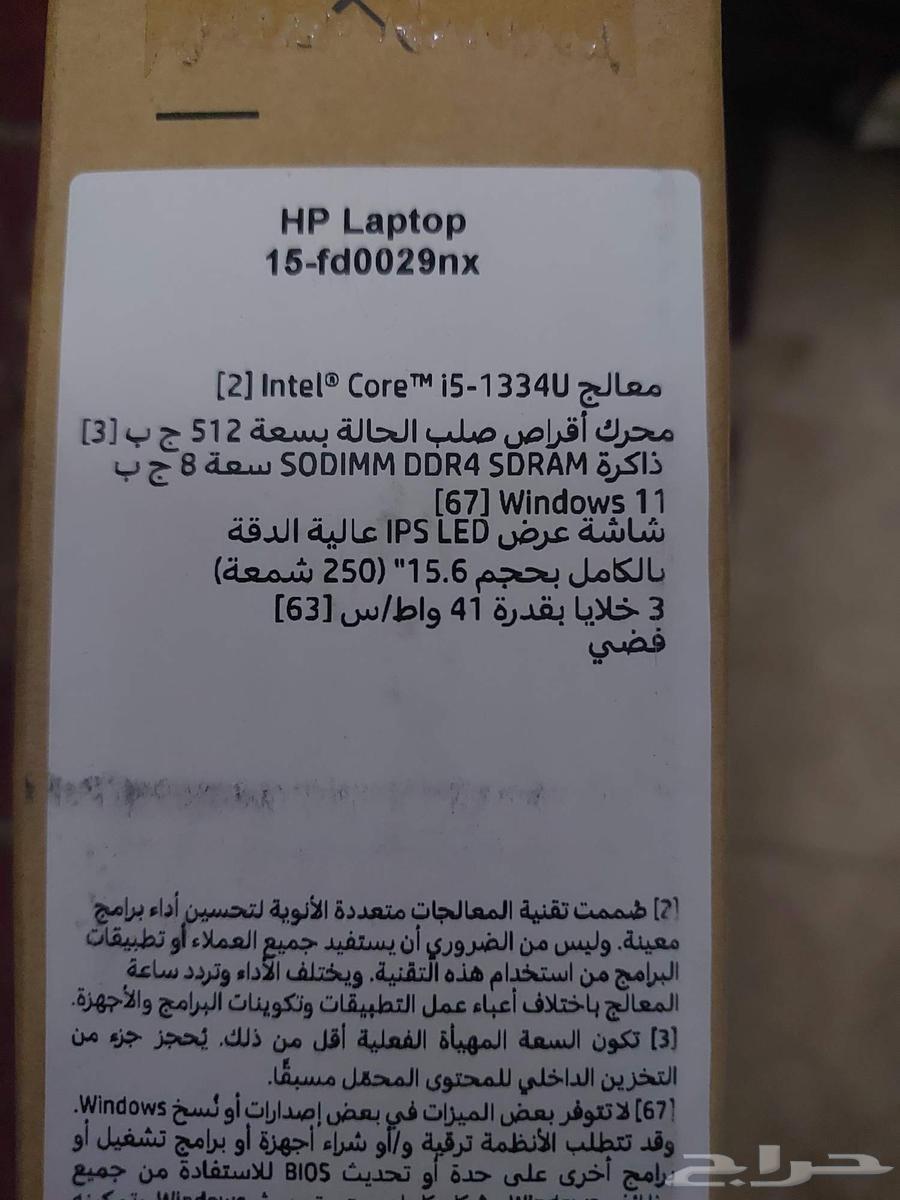 HP Laptop
15-fd0029nx
معالج Intel® Core™ i5-1334U [2]
محرك أقراص صلب الحالة بسعة 512 ج ب [3]
ذاكرة SODIMM DDR4 SDRAM سعة 8 ج ب
Windows 11 [67]
شاشة عرض IPS LED عالية الدقة
بالكامل بحجم 15.6" (250 شمعة)
3 خلايا بقدرة 41 واط/س [63]
فضي
[2] صُممت تقنية المعالجات متعددة الأنوية لتحسين أداء برامج
معينة. وليس من الضروري أن يستفيد جميع العملاء أو تطبيقات
البرامج من استخدام هذه التقنية. ويختلف الأداء وتردد ساعة
المعالج باختلاف أعباء عمل التطبيقات وتكوينات البرامج والأجهزة.
[3] تكون السعة المهيأة الفعلية أقل من ذلك. يُحجز جزء من
التخزين الداخلي للمحتوى المحمّل مسبقًا.
[67] لا تتوفر بعض الميزات في بعض إصدارات أو نُسخ Windows.
وقد تتطلب الأنظمة ترقية و/أو شراء أجهزة أو برامج تشغيل أو
برامج أخرى على حدة أو تحديث BIOS للاستفادة من جميع
حراج